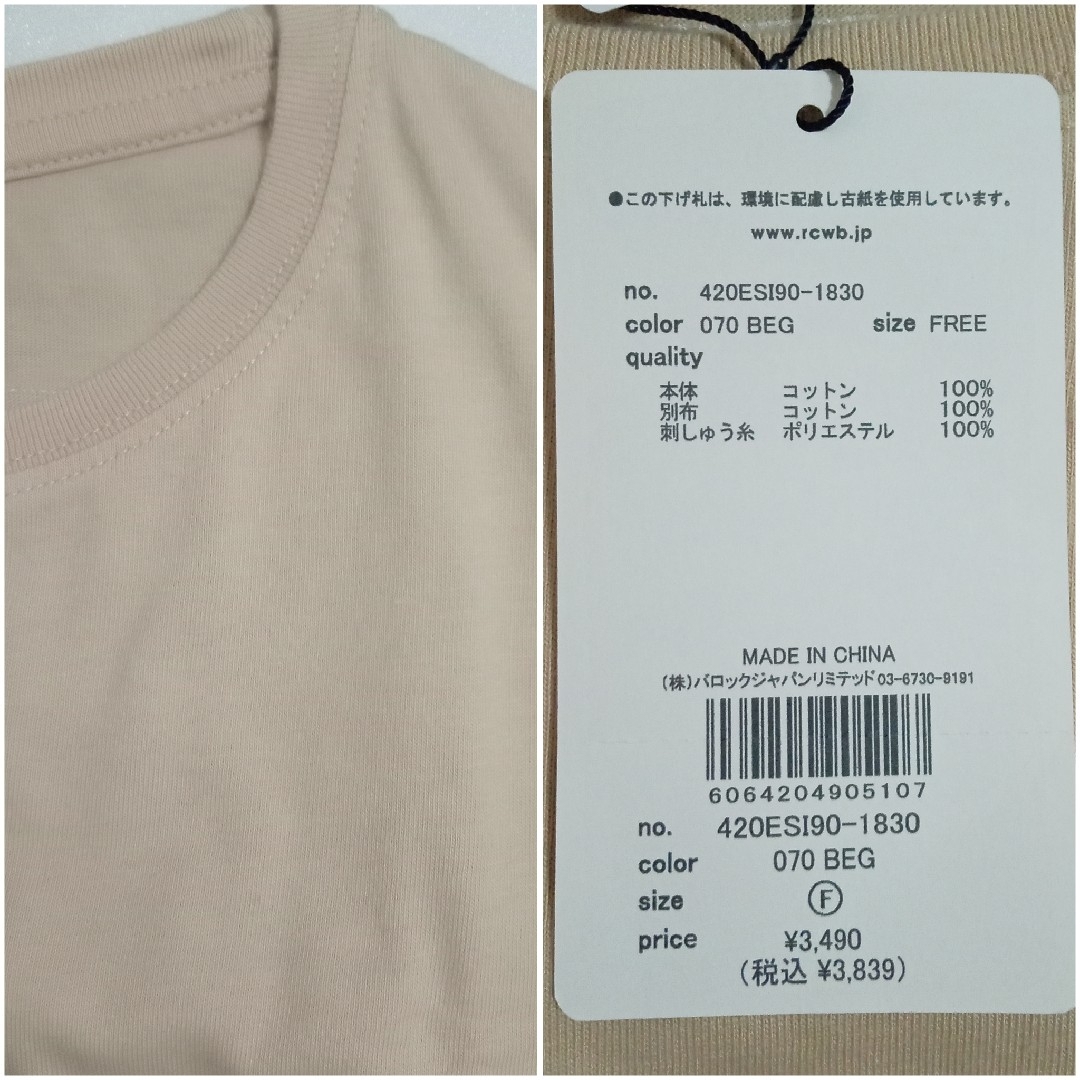 ●この下げ札は、環境に配慮し古紙を使用しています。
www.rcwb.jp
no. 420ESI90-1830
color 070 BEG size FREE
quality
本体 コットン 100%
別布 コットン 100%
刺しゅう糸 ポリエステル 100%
MADE IN CHINA
(株)バロックジャパンリミテッド 03-6730-9191
6064204905107
no. 420ESI90-1830
color 070 BEG
size Ⓕ
price ¥3,490
(税込 ¥3,839)